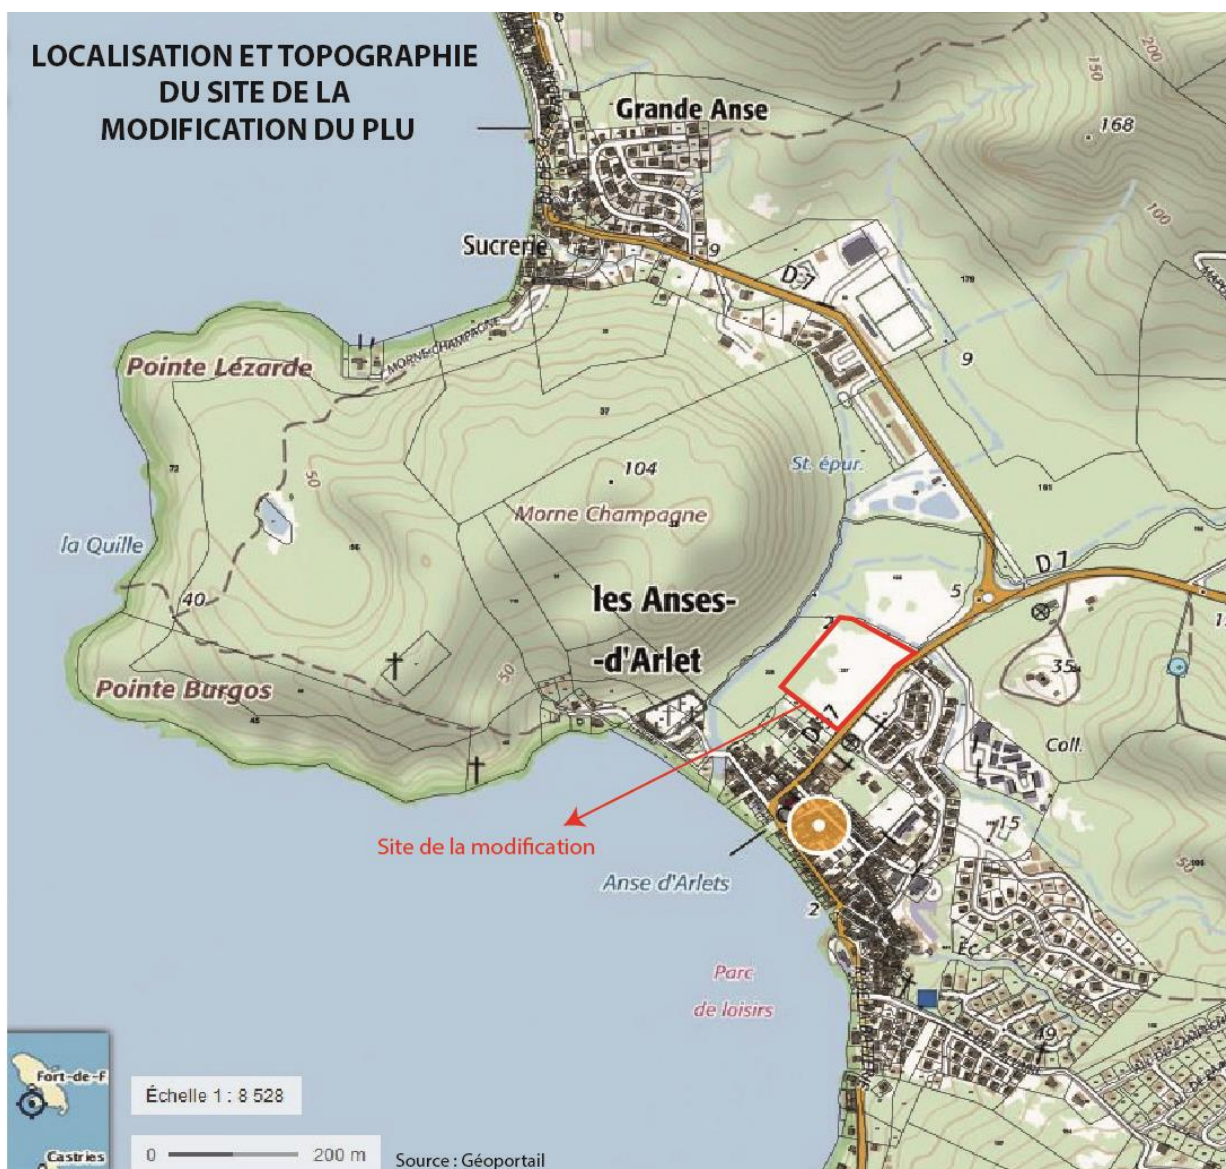 LOCALISATION ET TOPOGRAPHIE
DU SITE DE LA
MODIFICATION DU PLU
Grande Anse
200
150
168
100
Sucrerie
9
D 7
9
MORNE CHAMPAGNE
Pointe Lézarde
St. épur.
104
Morne Champagne
50
la Quille
40
les Anses-
-d'Arlet
D 7
5
2
35
50
Pointe Burgos
Coll.
Site de la modification
15
Anse d'Arlets
2
50
Parc
de loisirs
49
Fort-de-F
Castries
Échelle 1 : 8 528
0
200 m
Source : Géoportail